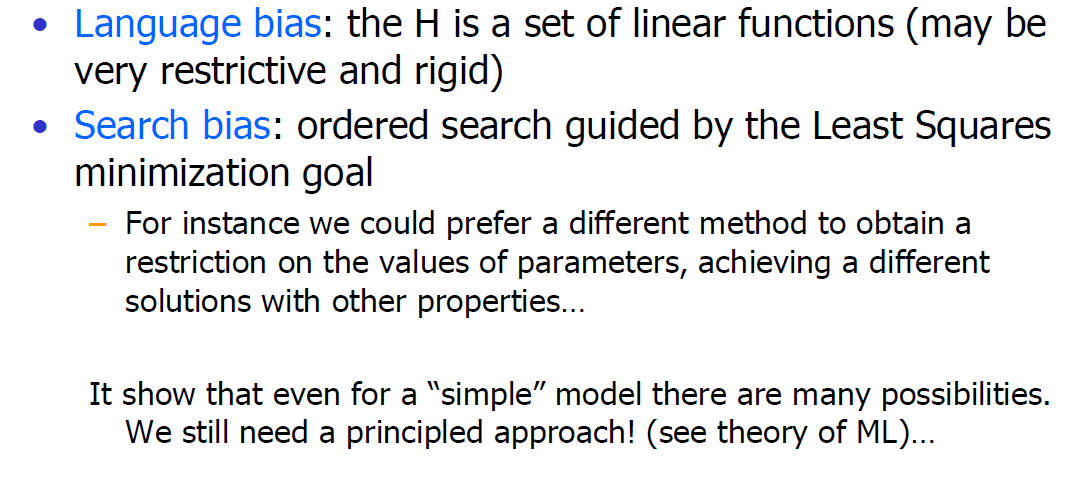 • Language bias: the H is a set of linear functions (may be
very restrictive and rigid)
• Search bias: ordered search guided by the Least Squares
minimization goal
– For instance we could prefer a different method to obtain a
restriction on the values of parameters, achieving a different
solutions with other properties…
It show that even for a “simple” model there are many possibilities.
We still need a principled approach! (see theory of ML)…